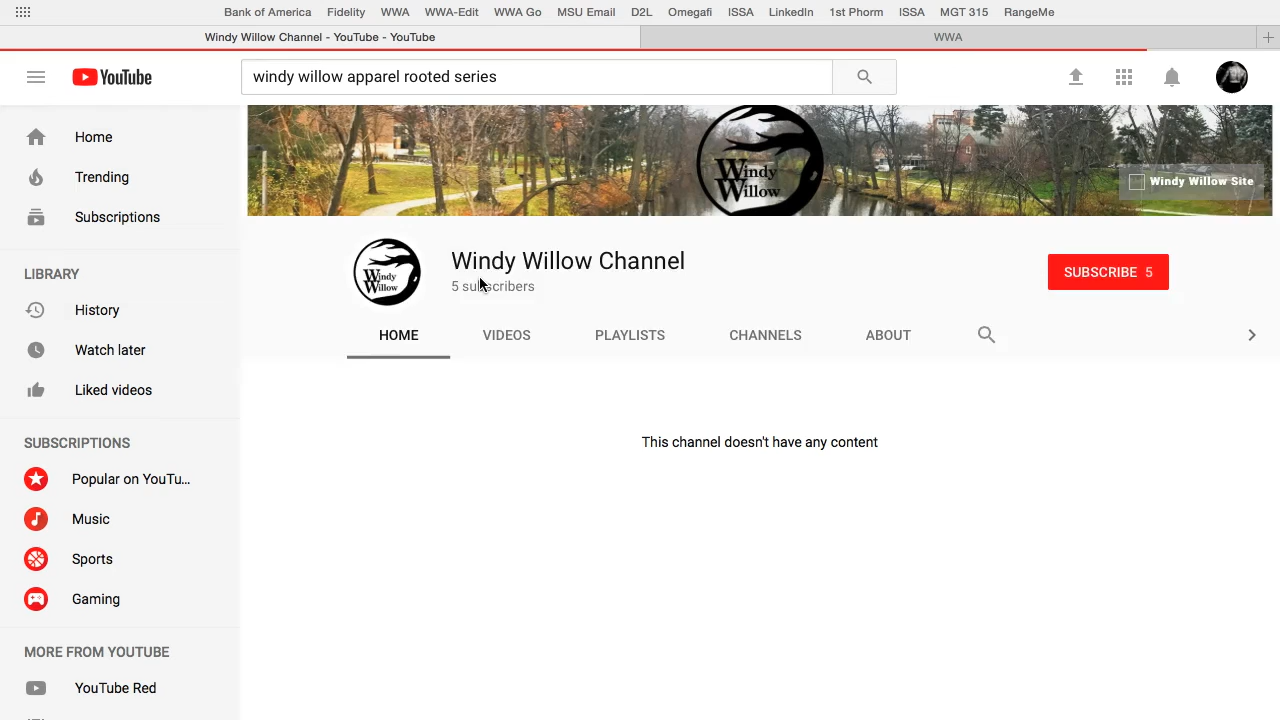 Bank of America Fidelity WWA WWA-Edit WWA Go MSU Email D2L Omegafi ISSA LinkedIn 1st Phorm ISSA MGT 315 RangeMe
Windy Willow Channel - YouTube - YouTube WWA
YouTube windy willow apparel rooted series
Windy Willow
Windy Willow Site
Home
Trending
Subscriptions
LIBRARY
History
Watch later
Liked videos
SUBSCRIPTIONS
Popular on YouTu...
Music
Sports
Gaming
MORE FROM YOUTUBE
YouTube Red
Windy Willow
Windy Willow Channel
5 subscribers
SUBSCRIBE 5
HOME VIDEOS PLAYLISTS CHANNELS ABOUT
This channel doesn't have any content